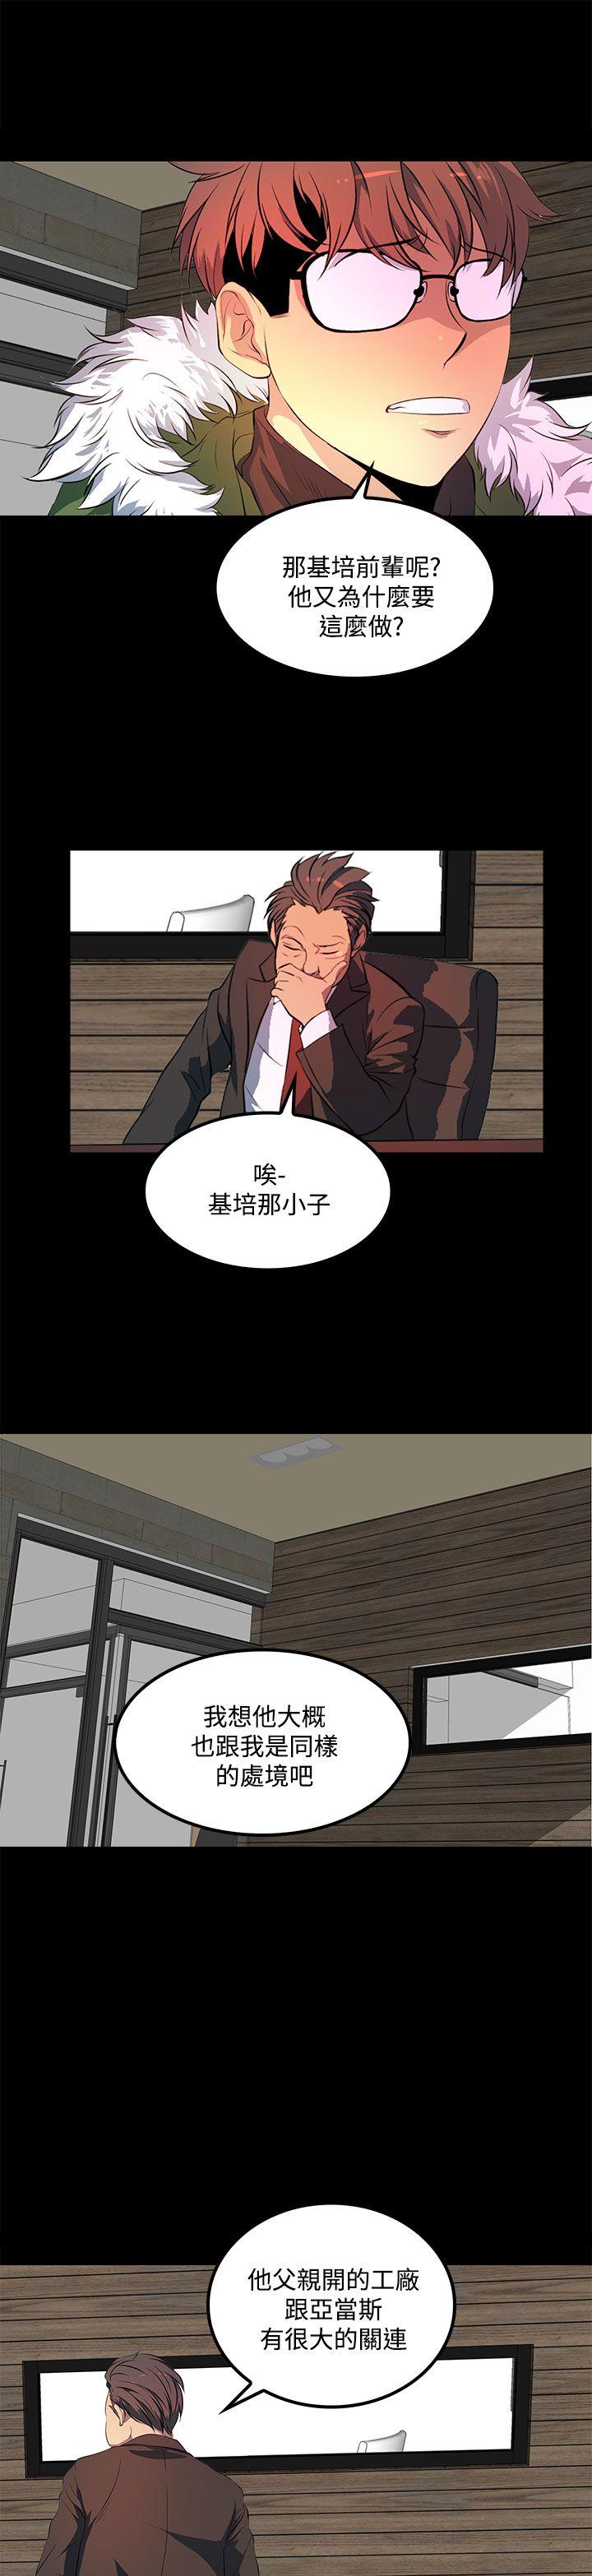 那基培前輩呢?
他又為什麼要
這麼做?
唉-
基培那小子
我想他大概
也跟我是同樣
的處境吧
他父親開的工廠
跟亞當斯
有很大的關連